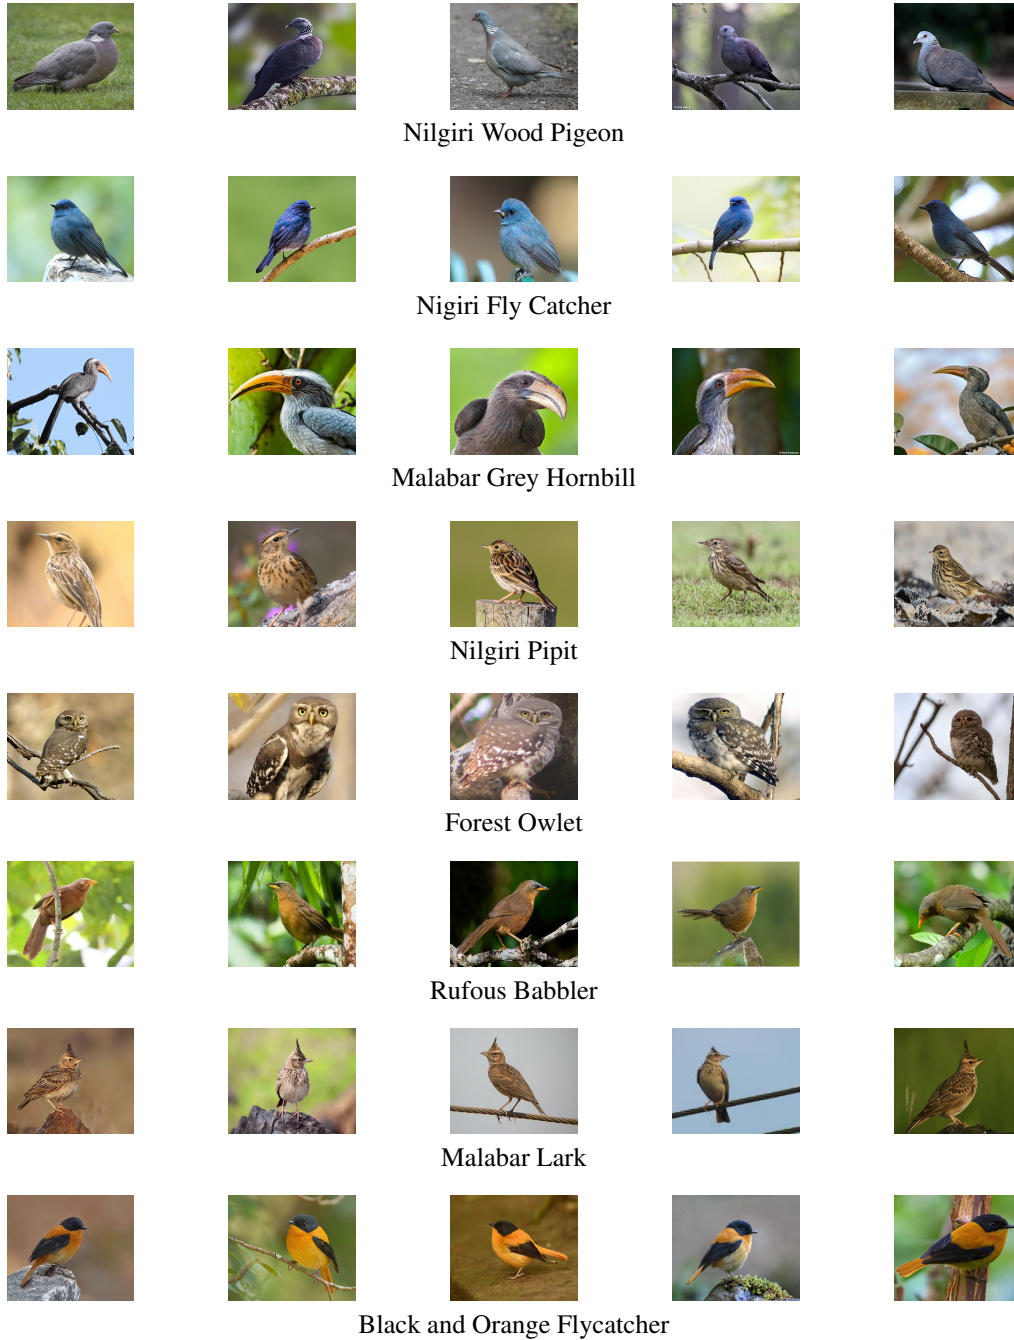 Nilgiri Wood Pigeon
Nigiri Fly Catcher
Malabar Grey Hornbill
Nilgiri Pipit
Forest Owlet
Rufous Babbler
Malabar Lark
Black and Orange Flycatcher